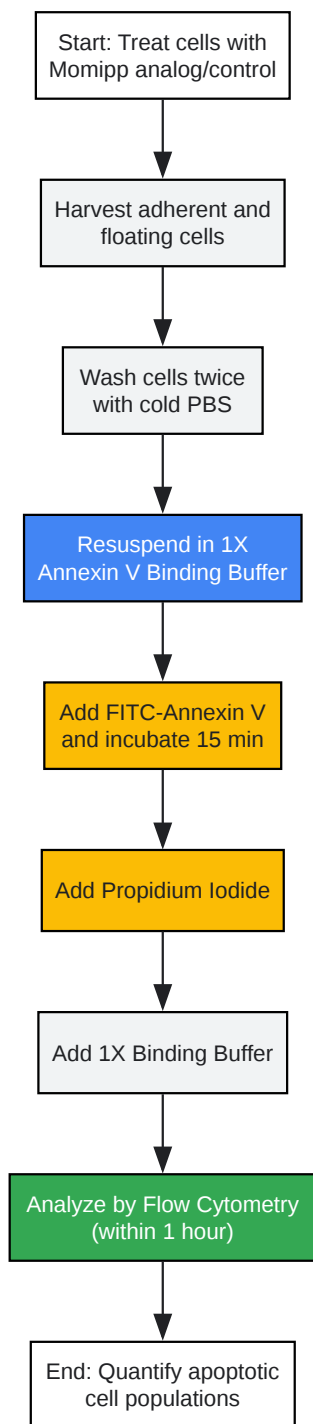 Start: Treat cells with
Momipp analog/control
Harvest adherent and
floating cells
Wash cells twice
with cold PBS
Resuspend in 1X
Annexin V Binding Buffer
Add FITC-Annexin V
and incubate 15 min
Add Propidium Iodide
Add 1X Binding Buffer
Analyze by Flow Cytometry
(within 1 hour)
End: Quantify apoptotic
cell populations